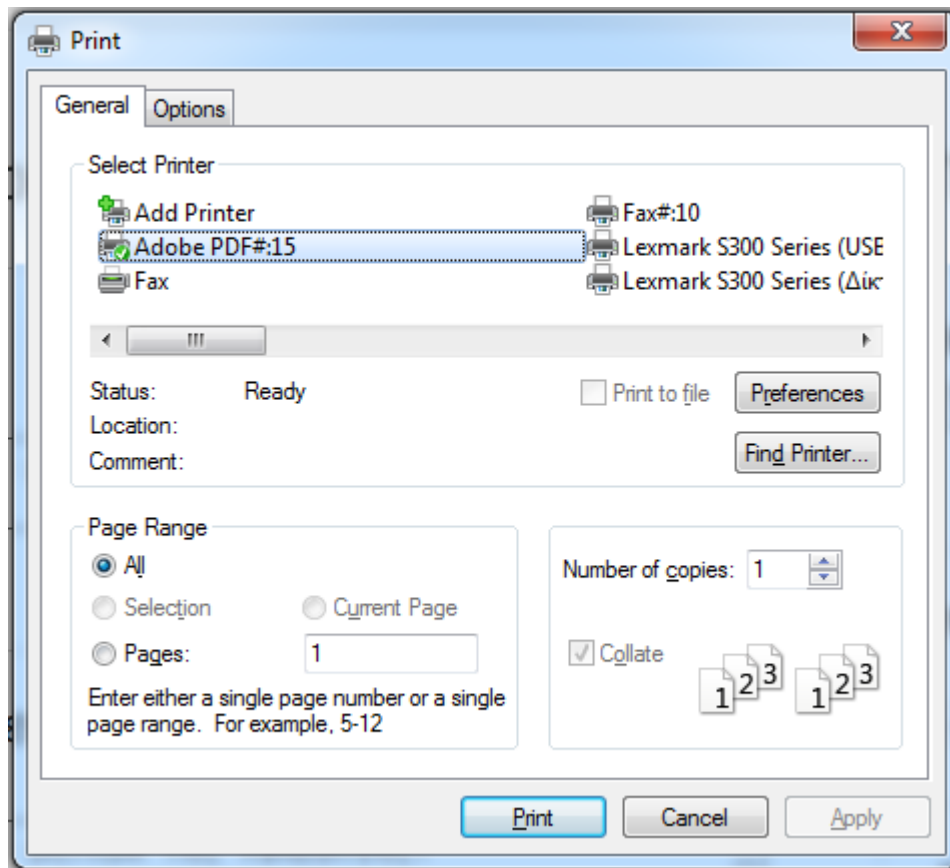 Print
General Options
Select Printer
Add Printer Fax#:10
Adobe PDF#:15 Lexmark S300 Series (USB
Fax Lexmark S300 Series (Δίκτ
Status: Ready Print to file Preferences
Location:
Comment: Find Printer...
Page Range
All Number of copies: 1
Selection Current Page
Pages: 1 Collate
1 2 3 1 2 3
Enter either a single page number or a single
page range. For example, 5-12
Print Cancel Apply